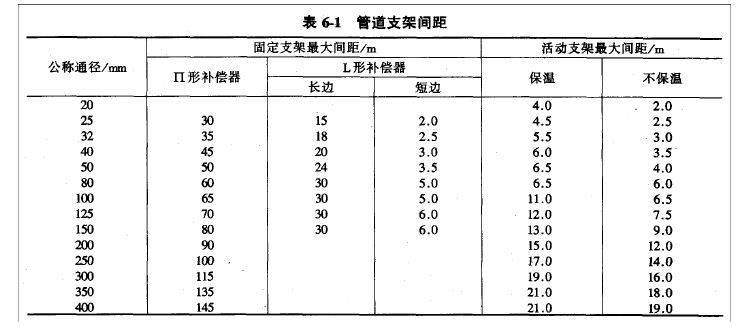 表 6-1 管道支架间距
公称通径/mm 固定支架最大间距/m 活动支架最大间距/m
Π形补偿器 L形补偿器 保温 不保温
长边 短边
20 4.0 2.0
25 30 15 2.0 4.5 2.5
32 35 18 2.5 5.5 3.0
40 45 20 3.0 6.0 3.5
50 50 24 3.5 6.5 4.0
80 60 30 5.0 6.5 6.0
100 65 30 5.0 11.0 6.5
125 70 30 6.0 12.0 7.5
150 80 30 6.0 13.0 9.0
200 90 15.0 12.0
250 100 17.0 14.0
300 115 19.0 16.0
350 135 21.0 18.0
400 145 21.0 19.0